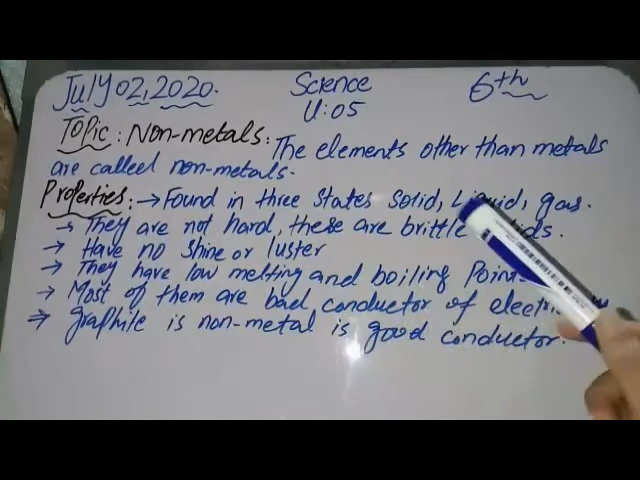 July 02, 2020. Science 6th
U:05
Topic: Non-metals: The elements other than metals
are called non-metals.
Properties: → Found in three states solid, Liquid, gas.
→ They are not hard, these are brittle
→ Have no shine or luster
→ They have low melting and boiling Point
→ Most of them are bad conductor of
⇒ graphite is non-metal is good conductor.